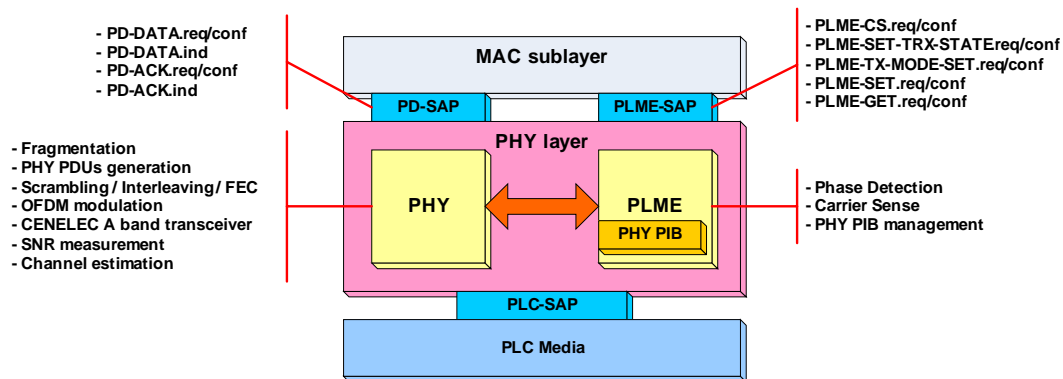 - PD-DATA.req/conf
- PD-DATA.ind
- PD-ACK.req/conf
- PD-ACK.ind
- PLME-CS.req/conf
- PLME-SET-TRX-STATE.req/conf
- PLME-TX-MODE-SET.req/conf
- PLME-SET.req/conf
- PLME-GET.req/conf
MAC sublayer
PD-SAP
PLME-SAP
PHY layer
- Fragmentation
- PHY PDUs generation
- Scrambling / Interleaving / FEC
- OFDM modulation
- CENELEC A band transceiver
- SNR measurement
- Channel estimation
PHY
PLME
PHY PIB
- Phase Detection
- Carrier Sense
- PHY PIB management
PLC-SAP
PLC Media